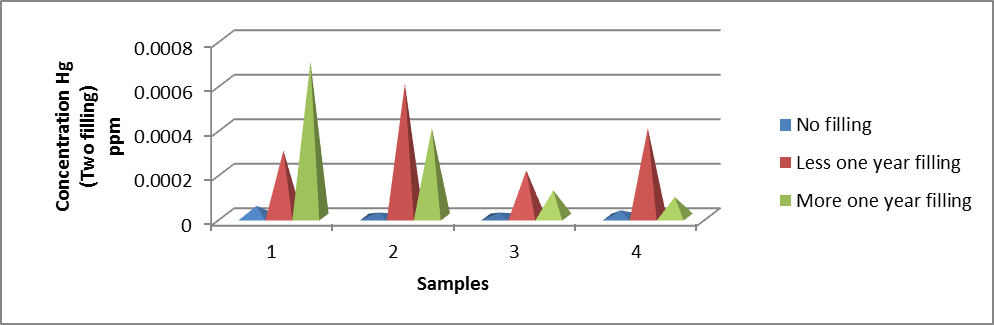 Concentration Hg
(Two filling)
ppm
0.0008
0.0006
0.0004
0.0002
0
1 2 3 4
Samples
No filling
Less one year filling
More one year filling